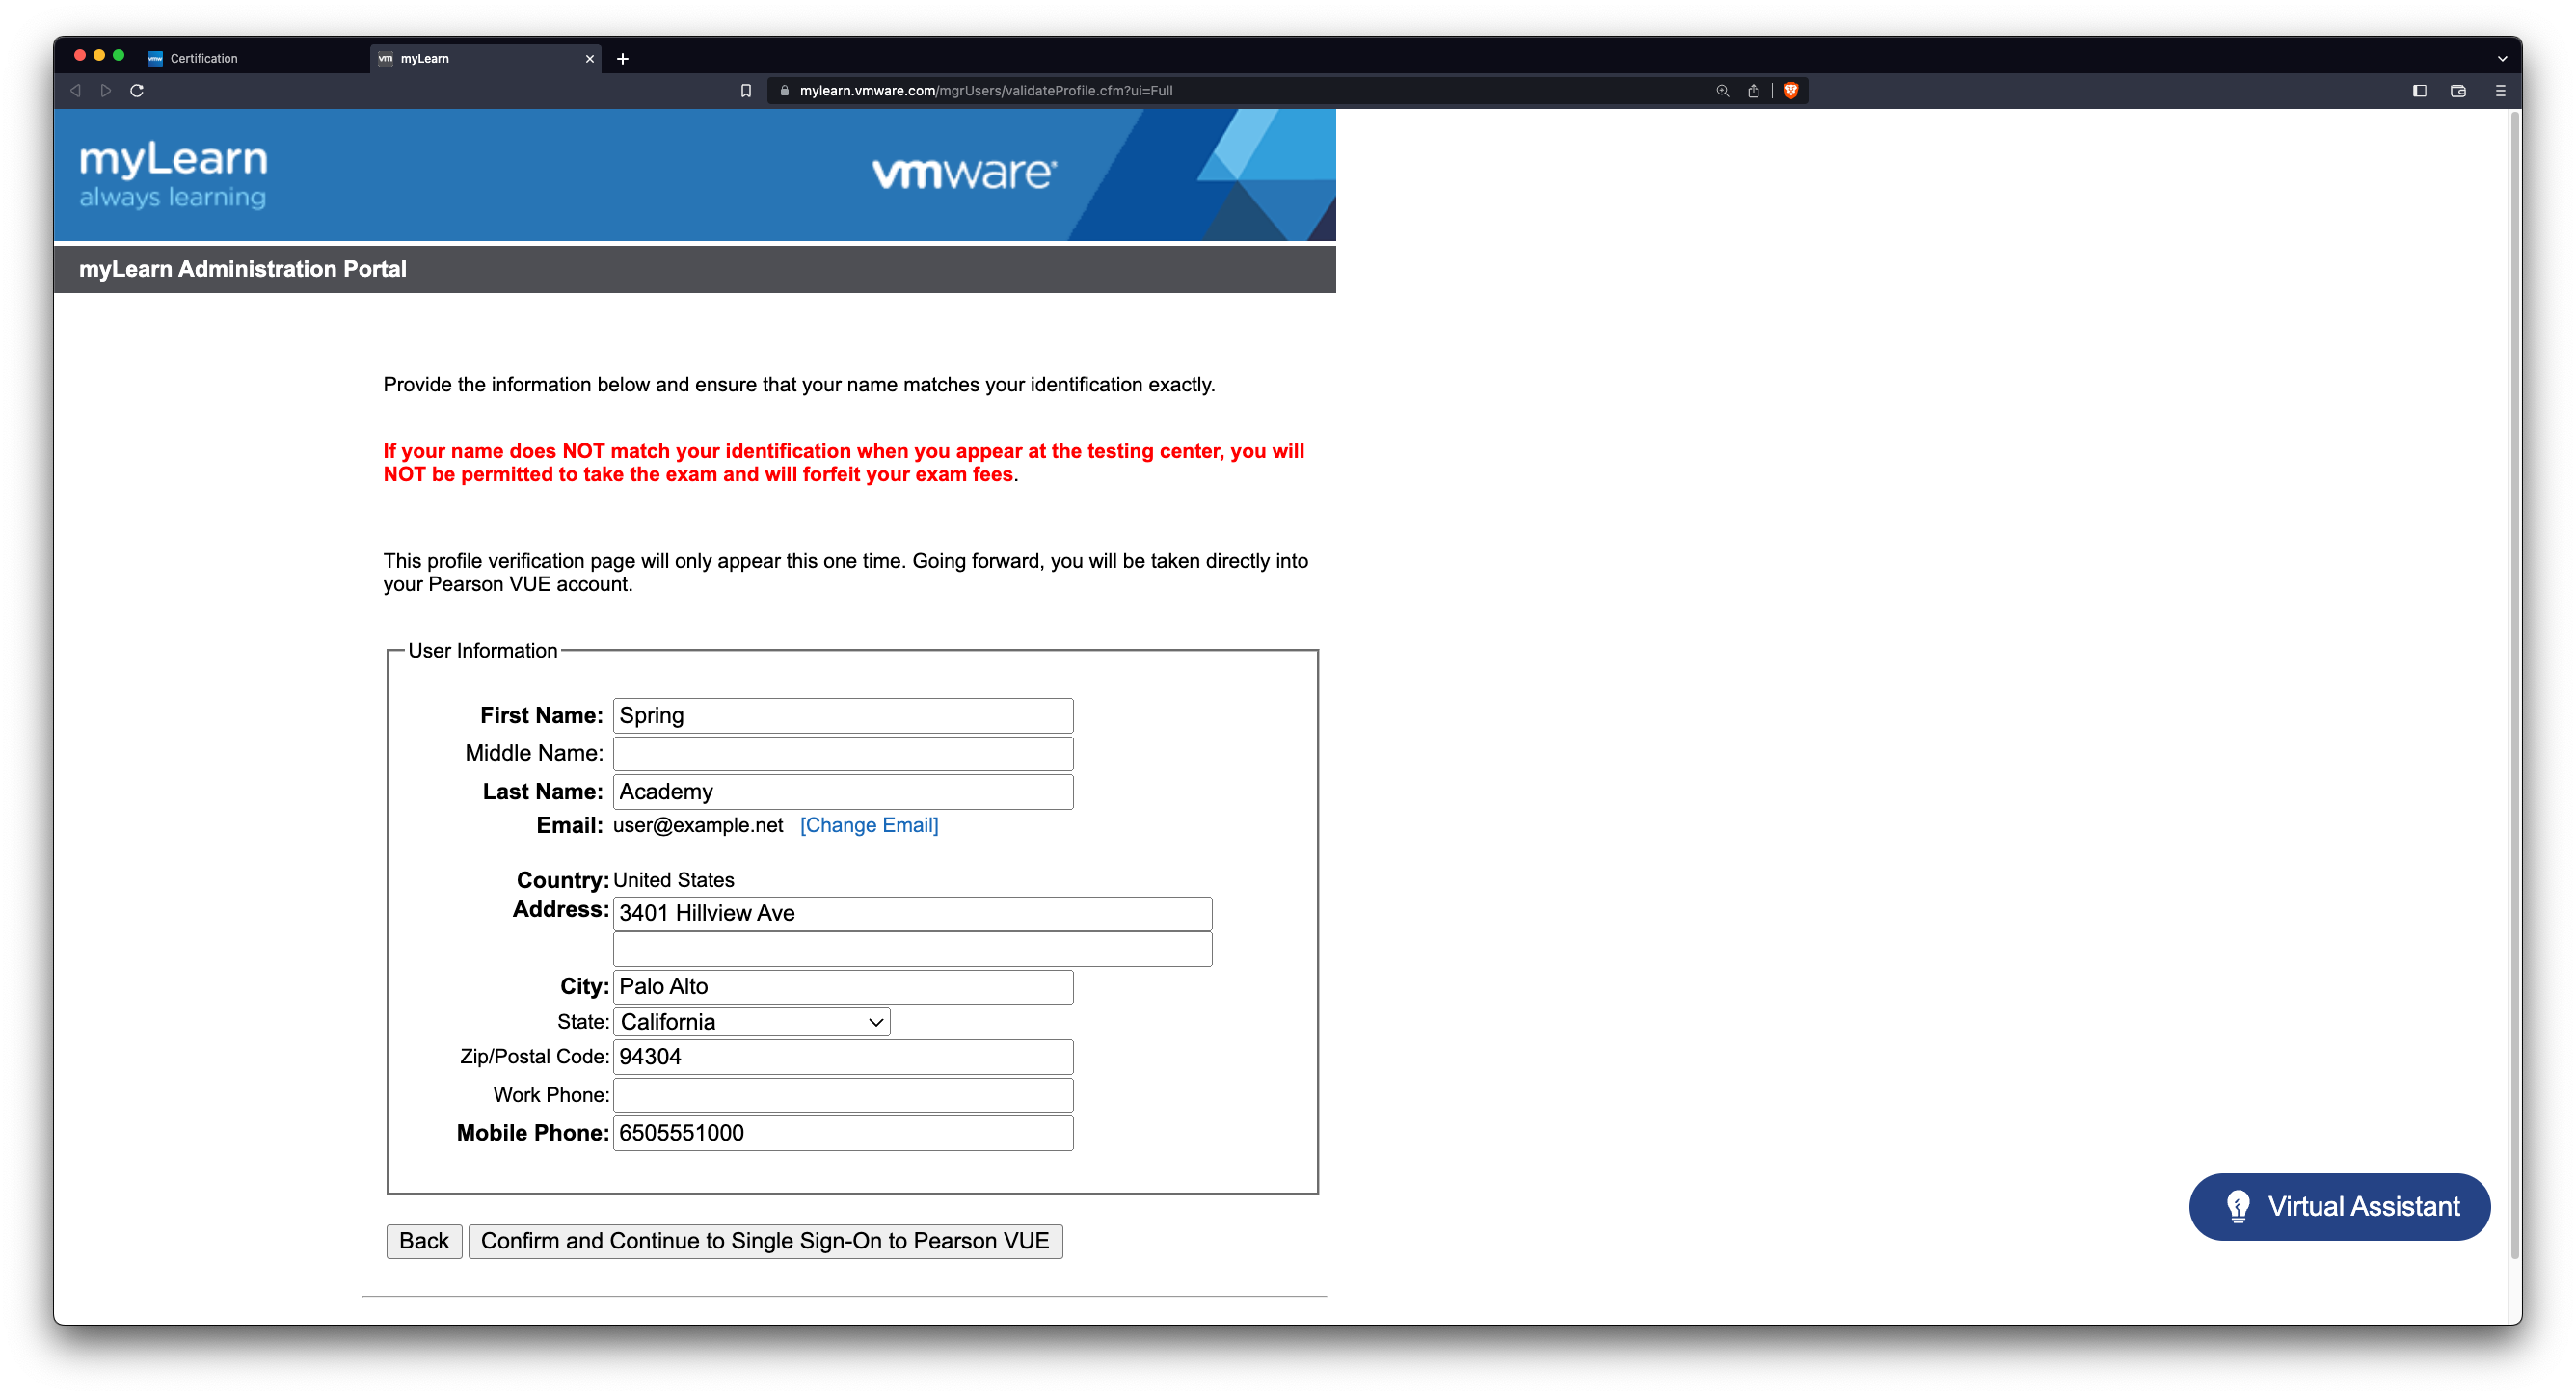 Certification
myLearn
mylearn.vmware.com/mgrUsers/validateProfile.cfm?ui=Full
myLearn
always learning
vmware®
myLearn Administration Portal
Provide the information below and ensure that your name matches your identification exactly.
If your name does NOT match your identification when you appear at the testing center, you will
NOT be permitted to take the exam and will forfeit your exam fees.
This profile verification page will only appear this one time. Going forward, you will be taken directly into
your Pearson VUE account.
User Information
First Name: Spring
Middle Name:
Last Name: Academy
Email: user@example.net [Change Email]
Country: United States
Address: 3401 Hillview Ave
City: Palo Alto
State: California
Zip/Postal Code: 94304
Work Phone:
Mobile Phone: 6505551000
Back Confirm and Continue to Single Sign-On to Pearson VUE
Virtual Assistant